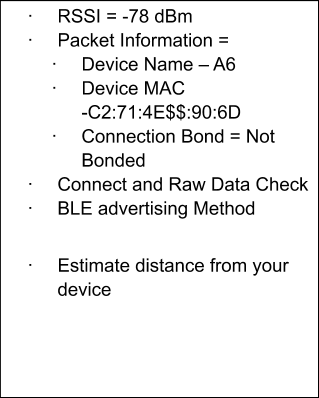 · RSSI = -78 dBm
· Packet Information =
· Device Name – A6
· Device MAC
-C2:71:4E$$:90:6D
· Connection Bond = Not
Bonded
· Connect and Raw Data Check
· BLE advertising Method
· Estimate distance from your
device